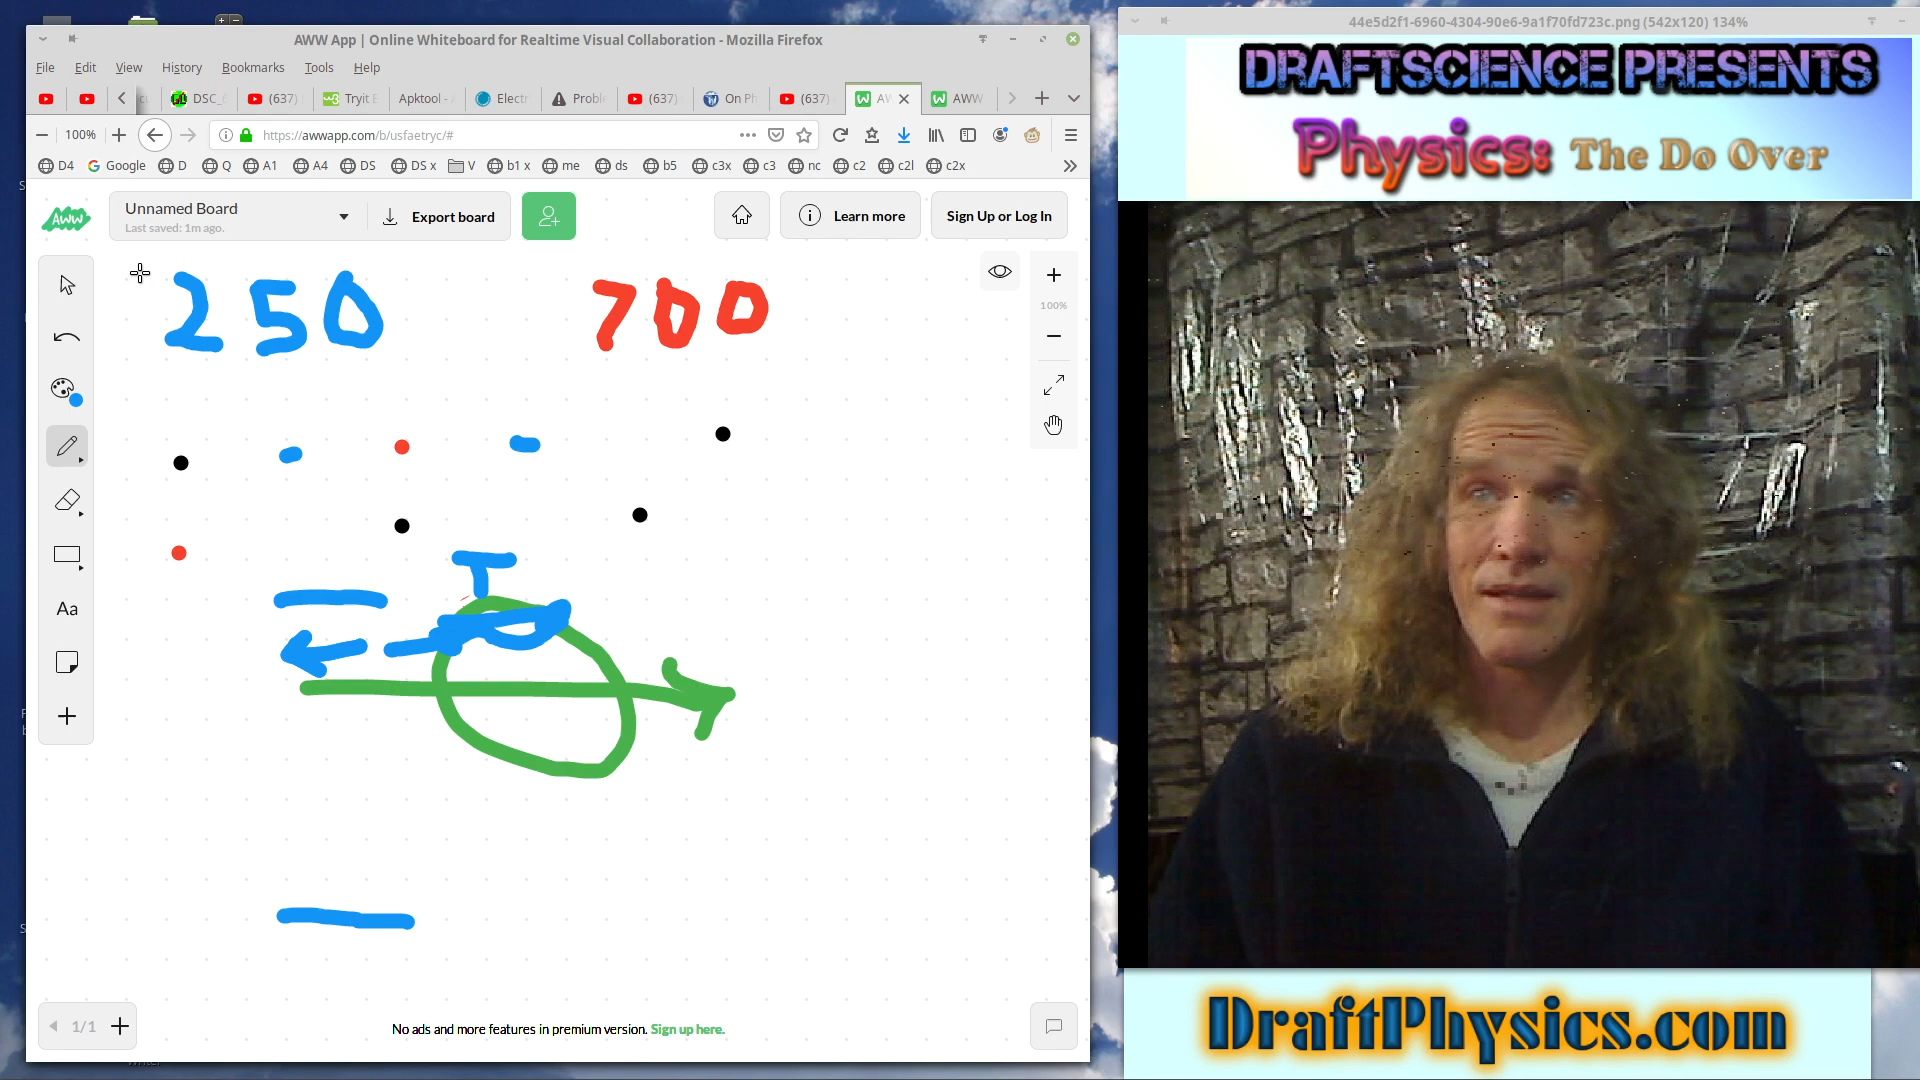 44e5d2f1-6960-4304-90e6-9a1f70fd723c.png (542x120) 134%
AWW App | Online Whiteboard for Realtime Visual Collaboration - Mozilla Firefox
DRAFTSCIENCE PRESENTS
Physics: The Do Over
File Edit View History Bookmarks Tools Help
DSC_ (637) Tryit E Apktool - Electr Proble (637) On Ph (637) AW AWW
100% https://awwapp.com/b/usfaetryc/#
D4 Google D Q A1 A4 DS DS x V b1 x me ds b5 c3x c3 nc c2 c2l c2x
AWW Unnamed Board Export board Learn more Sign Up or Log In
Last saved: 1m ago.
250 700
100%
T
Aa
1/1
No ads and more features in premium version. Sign up here.
DraftPhysics.com